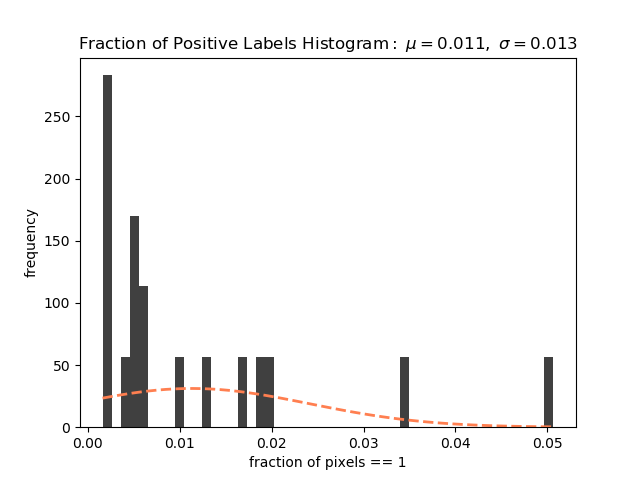 Fraction of Positive Labels Histogram : μ = 0.011, σ = 0.013
250
200
150
100
50
0
frequency
0.00 0.01 0.02 0.03 0.04 0.05
fraction of pixels == 1